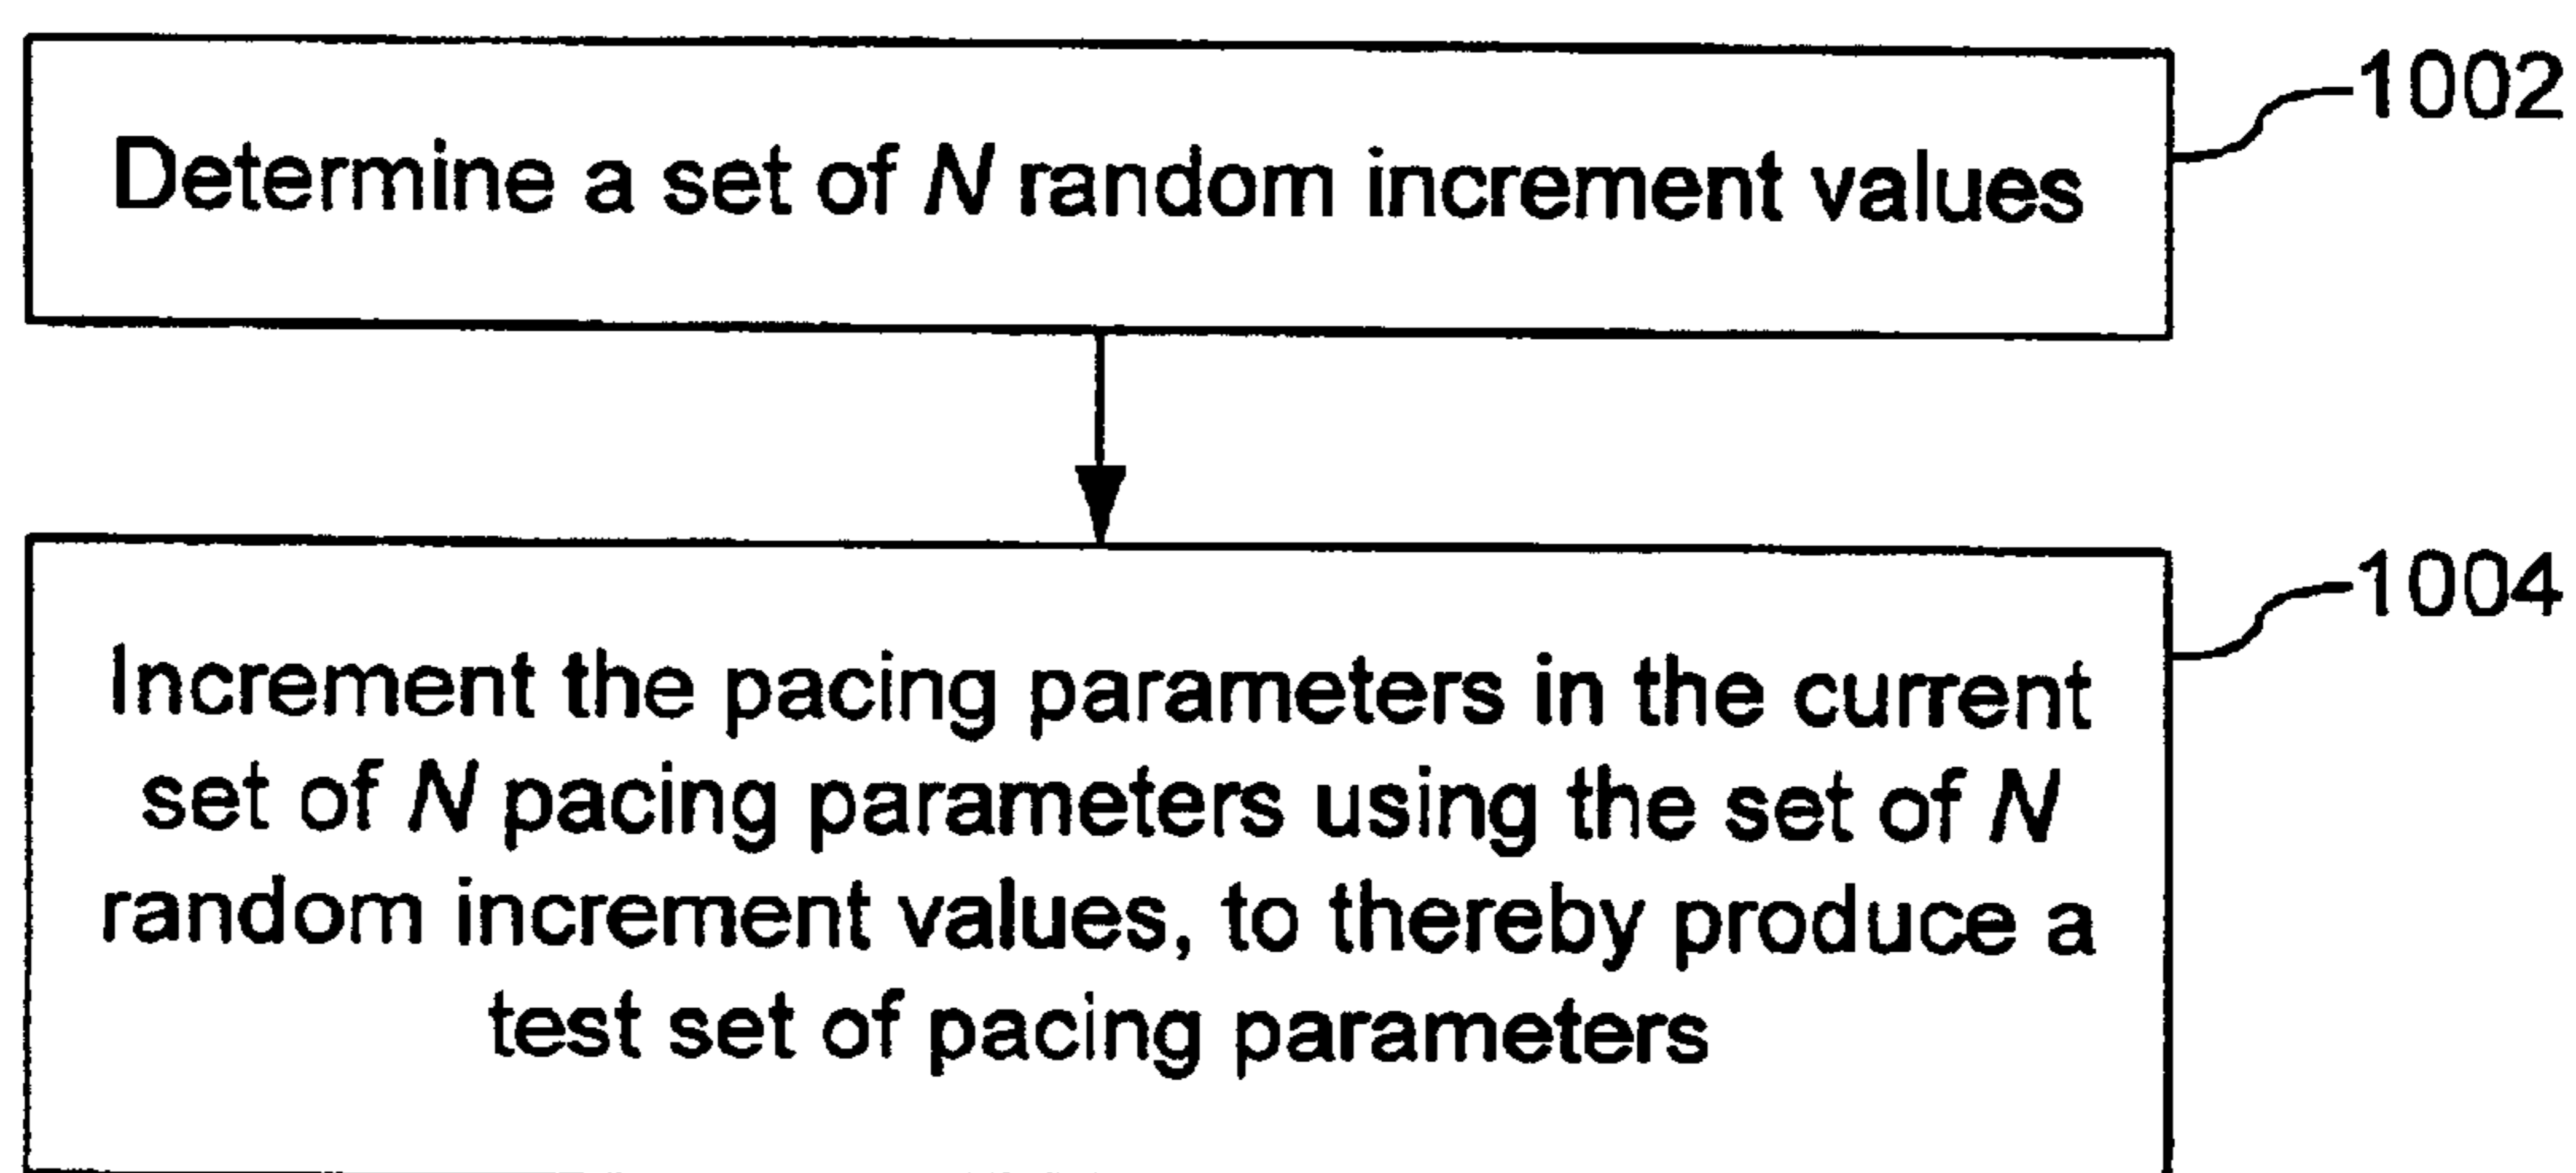 1002
Determine a set of N random increment values
1004
Increment the pacing parameters in the current
set of N pacing parameters using the set of N
random increment values, to thereby produce a
test set of pacing parameters